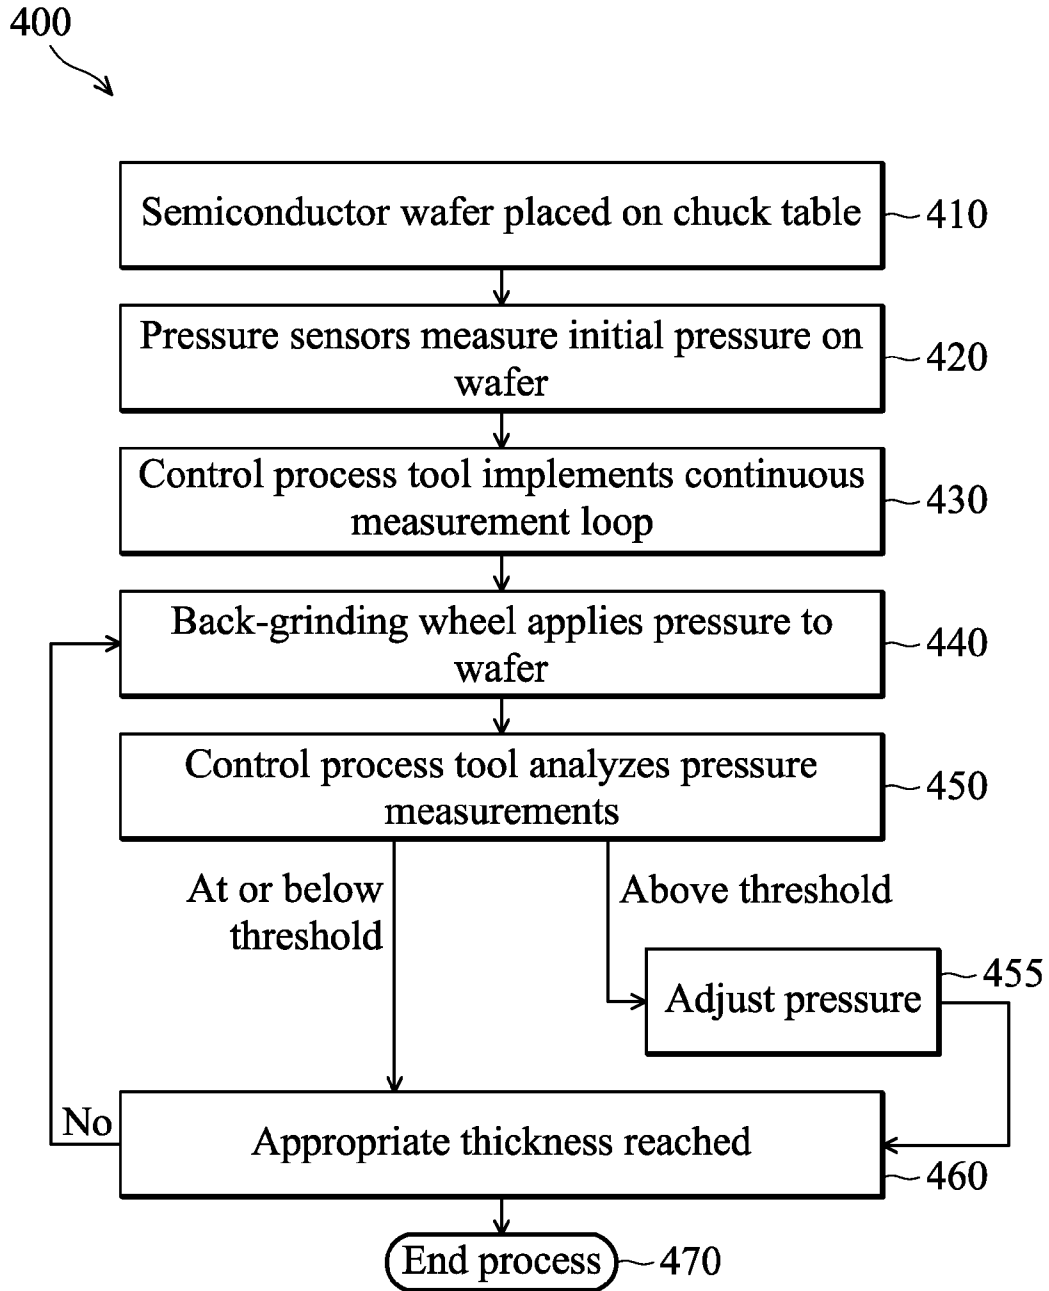 400
Semiconductor wafer placed on chuck table
410
Pressure sensors measure initial pressure on
wafer
420
Control process tool implements continuous
measurement loop
430
Back-grinding wheel applies pressure to
wafer
440
Control process tool analyzes pressure
measurements
450
At or below
threshold
Above threshold
Adjust pressure
455
No
Appropriate thickness reached
460
End process
470